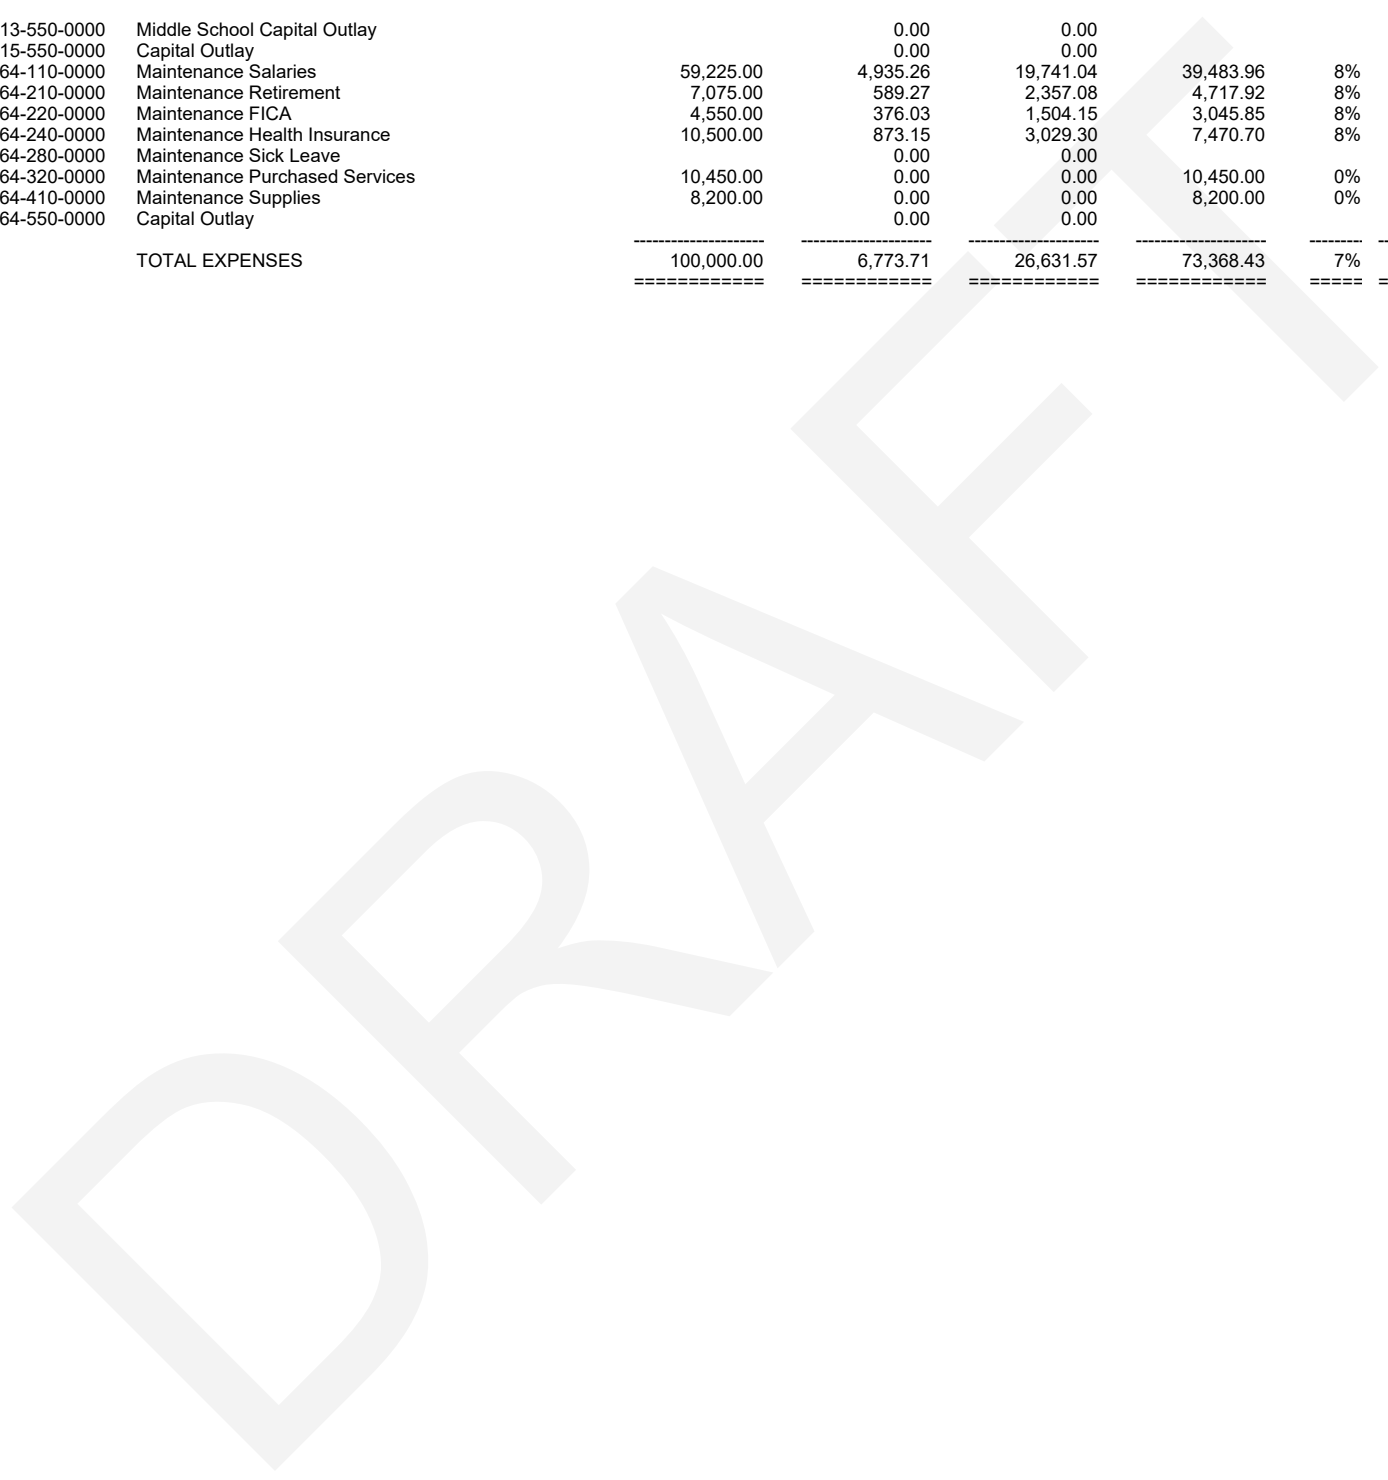 13-550-0000 Middle School Capital Outlay 0.00 0.00
15-550-0000 Capital Outlay 0.00 0.00
64-110-0000 Maintenance Salaries 59,225.00 4,935.26 19,741.04 39,483.96 8%
64-210-0000 Maintenance Retirement 7,075.00 589.27 2,357.08 4,717.92 8%
64-220-0000 Maintenance FICA 4,550.00 376.03 1,504.15 3,045.85 8%
64-240-0000 Maintenance Health Insurance 10,500.00 873.15 3,029.30 7,470.70 8%
64-280-0000 Maintenance Sick Leave 0.00 0.00
64-320-0000 Maintenance Purchased Services 10,450.00 0.00 0.00 10,450.00 0%
64-410-0000 Maintenance Supplies 8,200.00 0.00 0.00 8,200.00 0%
64-550-0000 Capital Outlay 0.00 0.00
TOTAL EXPENSES 100,000.00 6,773.71 26,631.57 73,368.43 7%
DRAFT